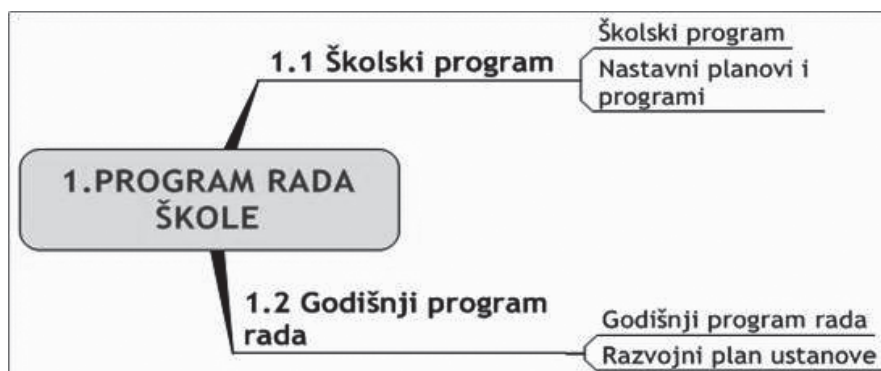 1.PROGRAM RADA
ŠKOLE
1.1 Školski program
Školski program
Nastavni planovi i
programi
1.2 Godišnji program
rada
Godišnji program rada
Razvojni plan ustanove